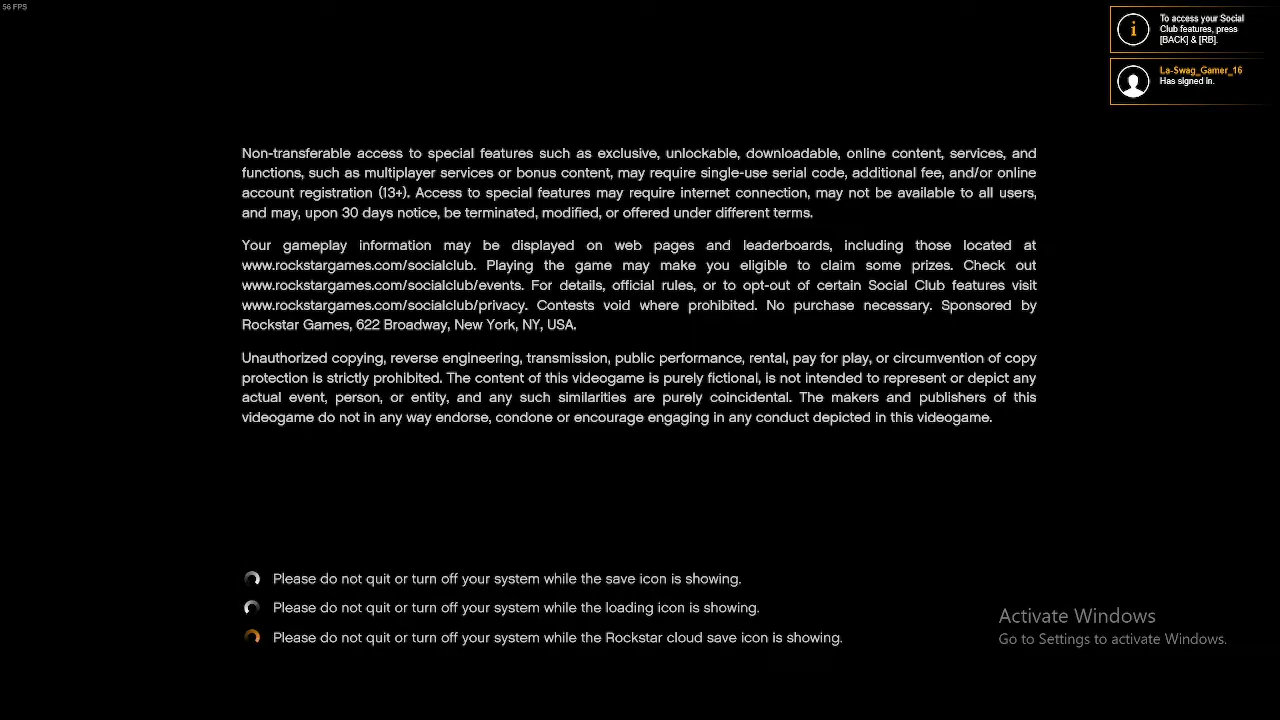 56 FPS
To access your Social
Club features, press
[BACK] & [RB].
La-Swag_Gamer_16
Has signed in.
Non-transferable access to special features such as exclusive, unlockable, downloadable, online content, services, and
functions, such as multiplayer services or bonus content, may require single-use serial code, additional fee, and/or online
account registration (13+). Access to special features may require internet connection, may not be available to all users,
and may, upon 30 days notice, be terminated, modified, or offered under different terms.
Your gameplay information may be displayed on web pages and leaderboards, including those located at
www.rockstargames.com/socialclub. Playing the game may make you eligible to claim some prizes. Check out
www.rockstargames.com/socialclub/events. For details, official rules, or to opt-out of certain Social Club features visit
www.rockstargames.com/socialclub/privacy. Contests void where prohibited. No purchase necessary. Sponsored by
Rockstar Games, 622 Broadway, New York, NY, USA.
Unauthorized copying, reverse engineering, transmission, public performance, rental, pay for play, or circumvention of copy
protection is strictly prohibited. The content of this videogame is purely fictional, is not intended to represent or depict any
actual event, person, or entity, and any such similarities are purely coincidental. The makers and publishers of this
videogame do not in any way endorse, condone or encourage engaging in any conduct depicted in this videogame.
Please do not quit or turn off your system while the save icon is showing.
Please do not quit or turn off your system while the loading icon is showing.
Please do not quit or turn off your system while the Rockstar cloud save icon is showing.
Activate Windows
Go to Settings to activate Windows.